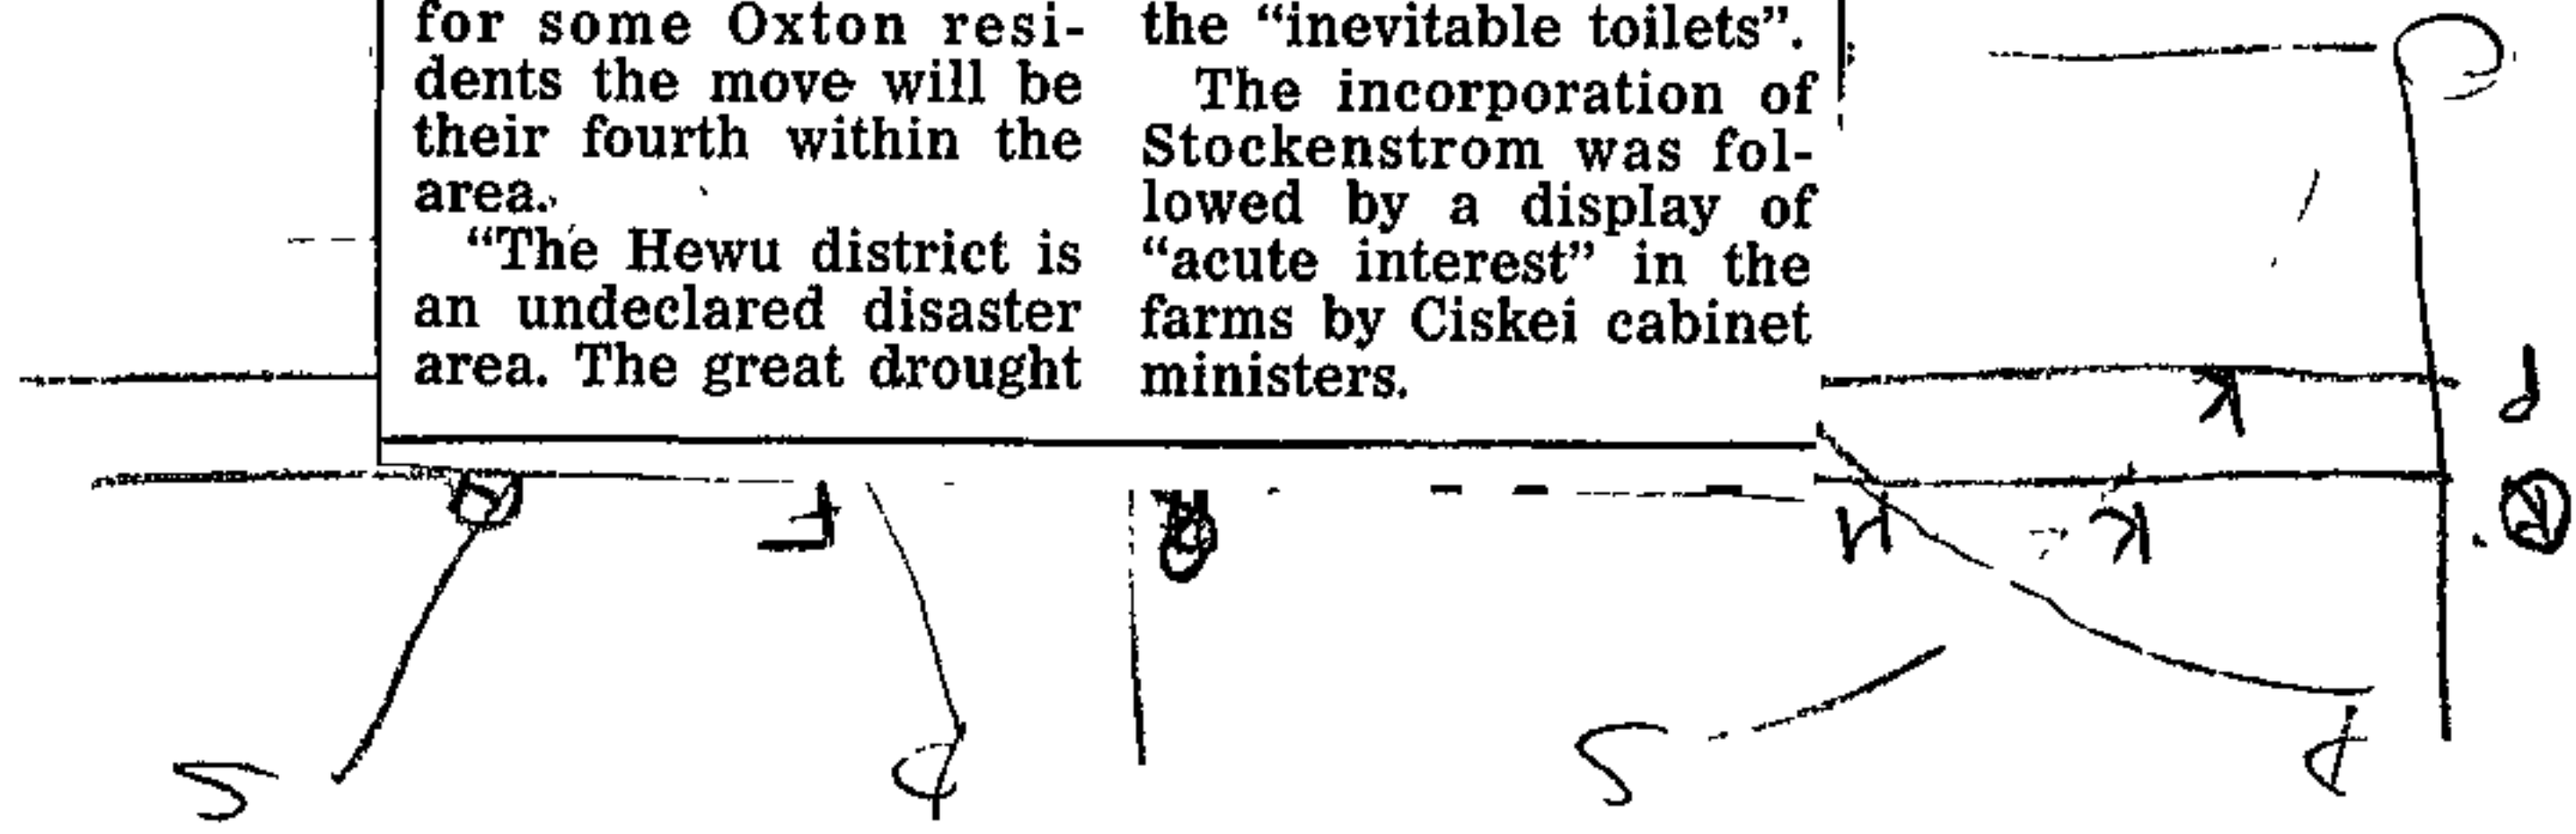 for some Oxton resi-
dents the move will be
their fourth within the
area.
“The Hewu district is
an undeclared disaster
area. The great drought
the “inevitable toilets”.
The incorporation of
Stockenstrom was fol-
lowed by a display of
“acute interest” in the
farms by Ciskei cabinet
ministers.